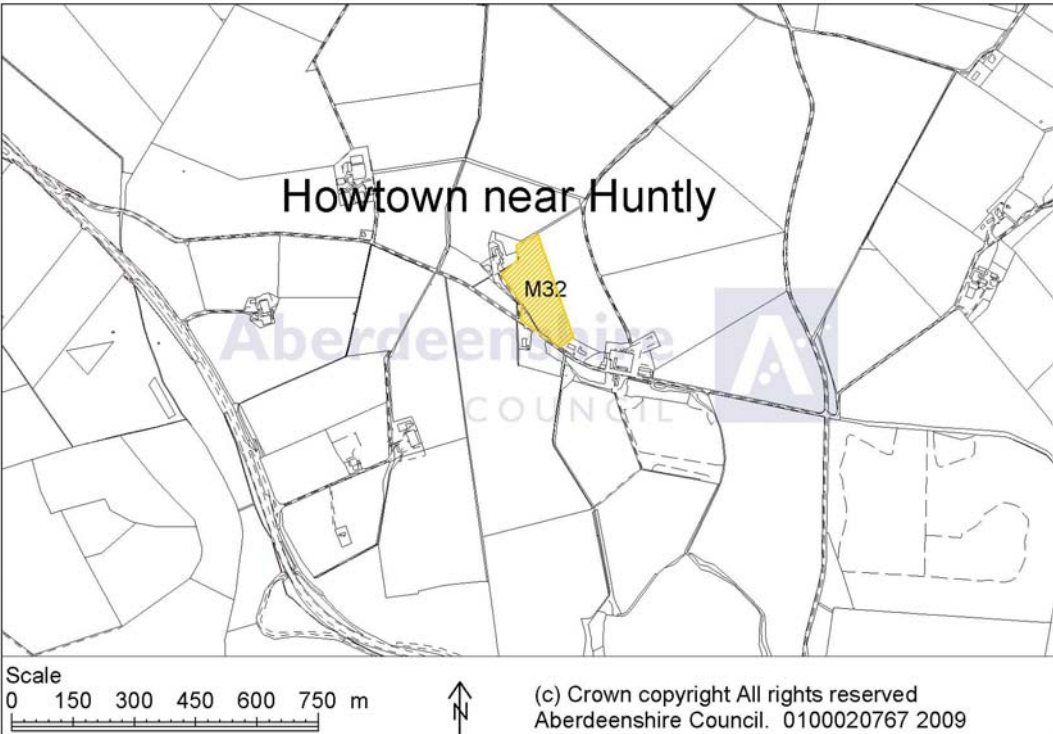 Howtown near Huntly
M32
Aberdeenshire
COUNCIL
Scale
0 150 300 450 600 750 m
N
(c) Crown copyright All rights reserved
Aberdeenshire Council. 0100020767 2009